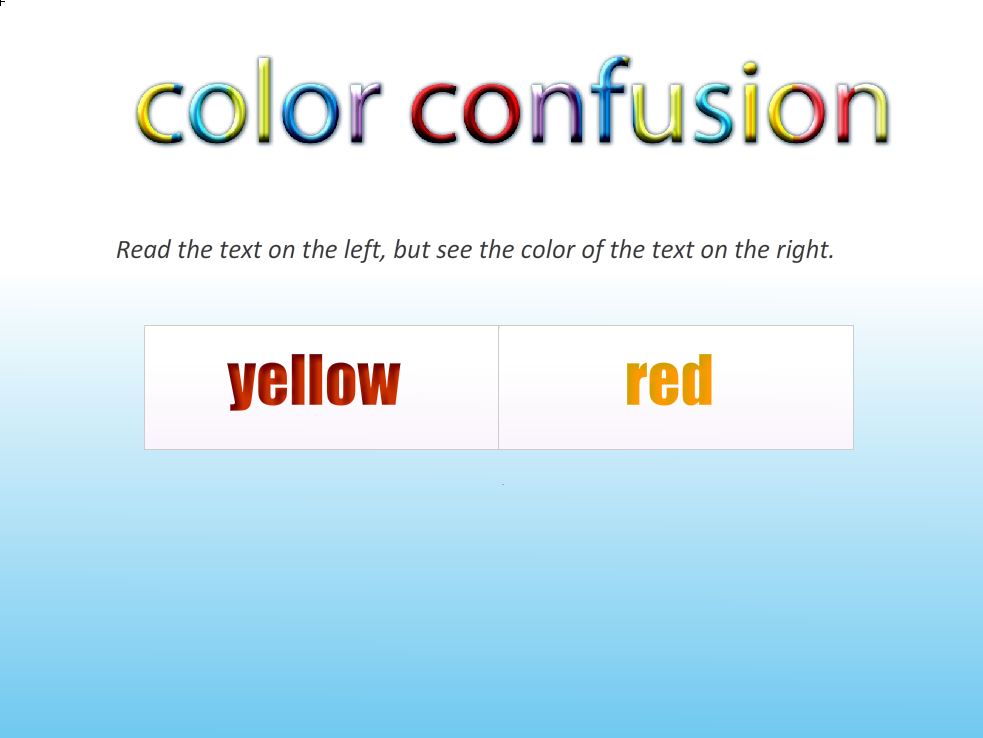 color confusion
Read the text on the left, but see the color of the text on the right.
yellow red